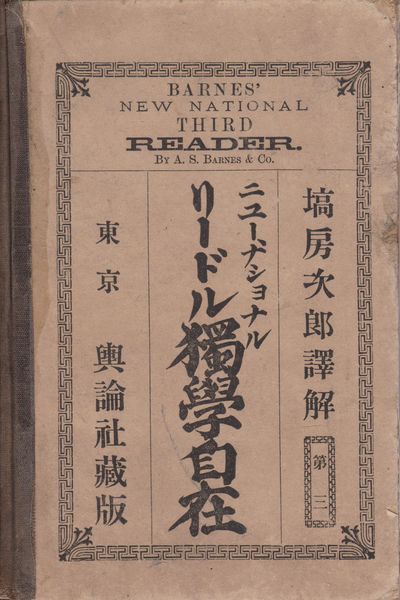 BARNES'
NEW NATIONAL
THIRD
READER.
BY A. S. BARNES & CO.
塙房次郎譯解
第三
ニューナショナル
リードル獨學自在
東京 輿論社藏版